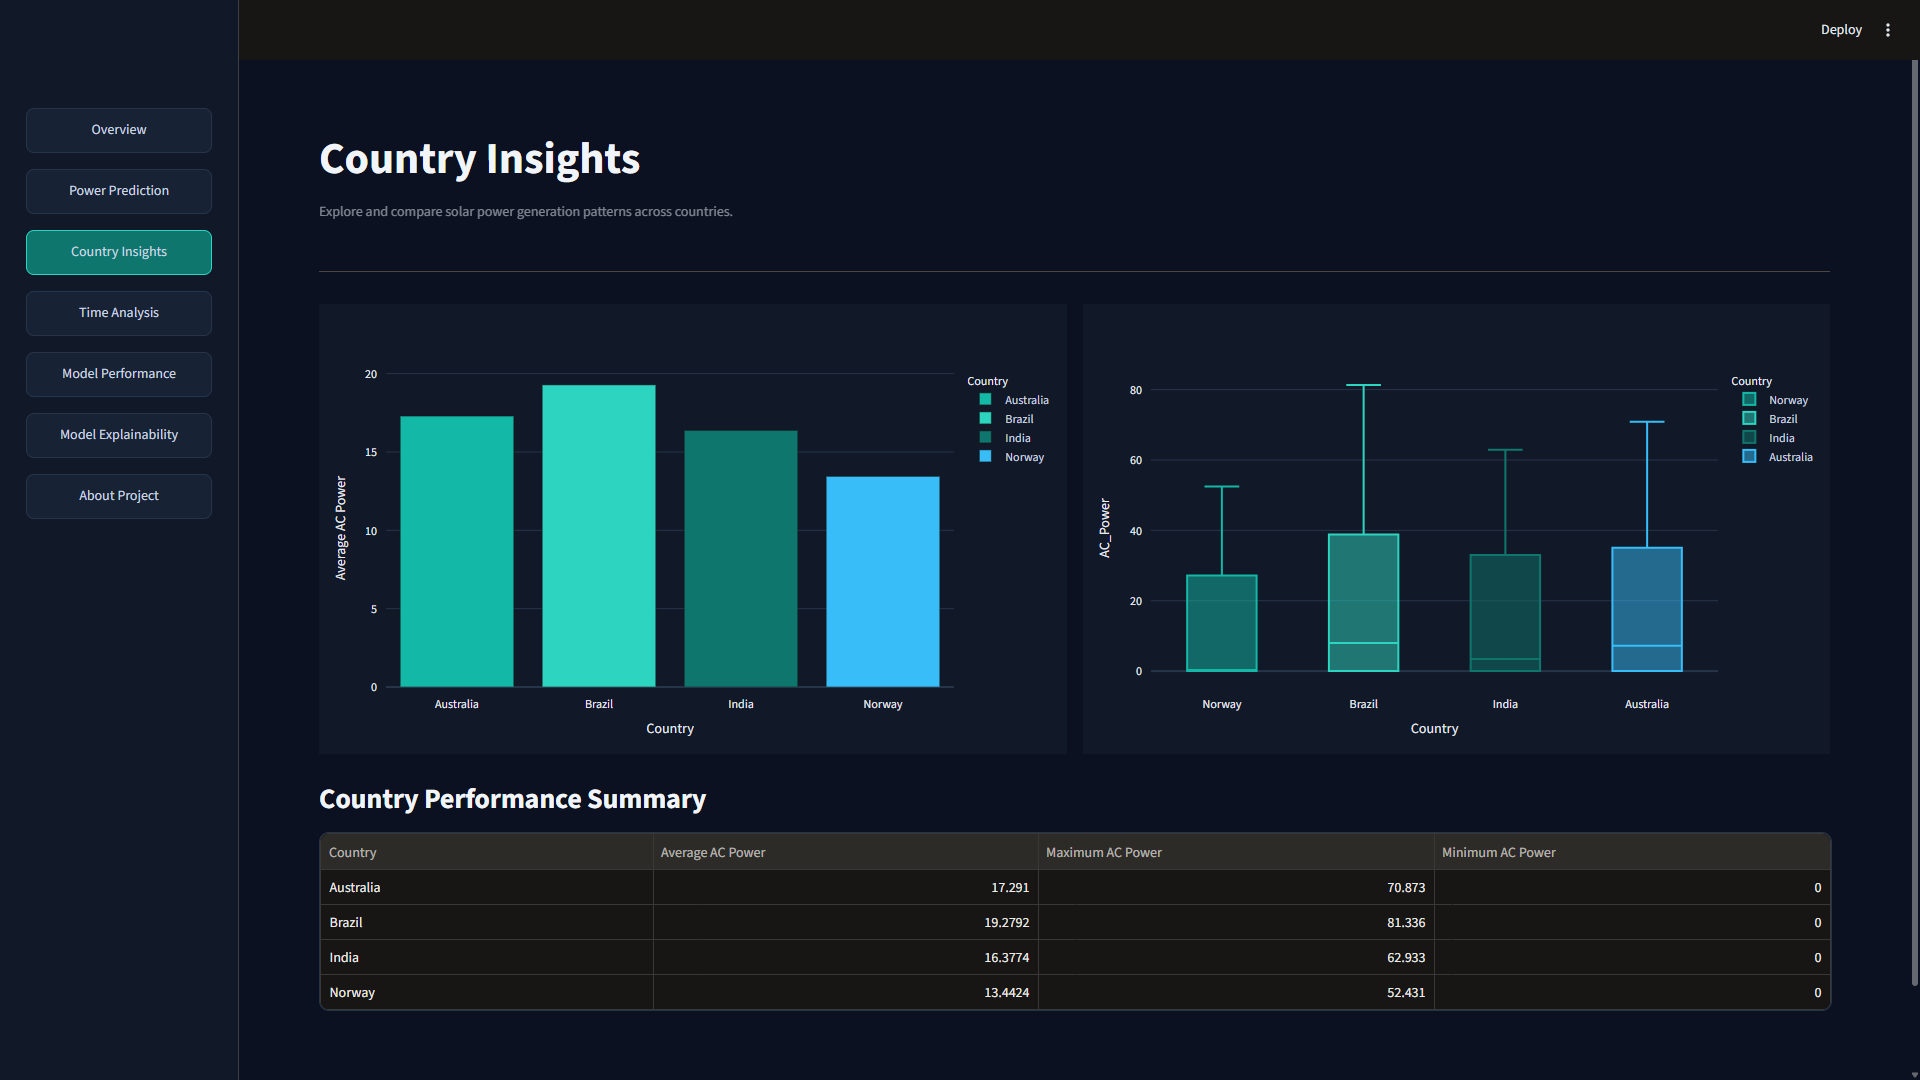 Deploy
Overview
Power Prediction
Country Insights
Time Analysis
Model Performance
Model Explainability
About Project
Country Insights
Explore and compare solar power generation patterns across countries.
20
15
10
5
0
Average AC Power
Australia Brazil India Norway
Country
Country
Australia
Brazil
India
Norway
80
60
40
20
0
AC_Power
Norway Brazil India Australia
Country
Country
Norway
Brazil
India
Australia
Country Performance Summary
Country Average AC Power Maximum AC Power Minimum AC Power
Australia 17.291 70.873 0
Brazil 19.2792 81.336 0
India 16.3774 62.933 0
Norway 13.4424 52.431 0